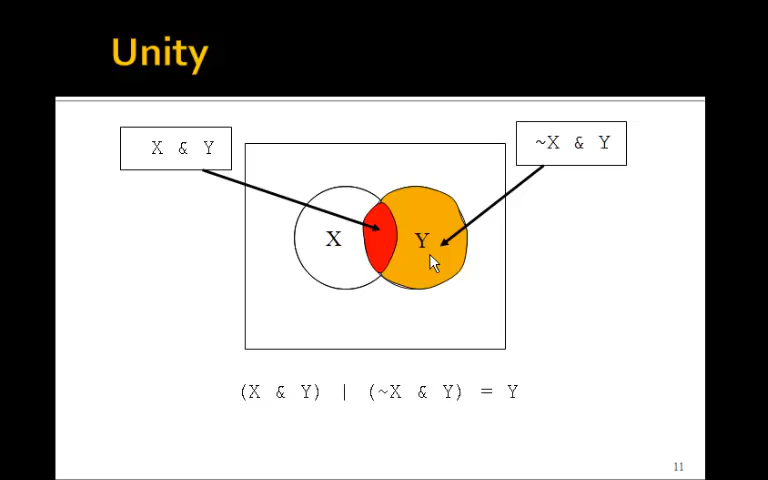 Unity
X & Y
~X & Y
X
Y
(X & Y) | (~X & Y) = Y
11